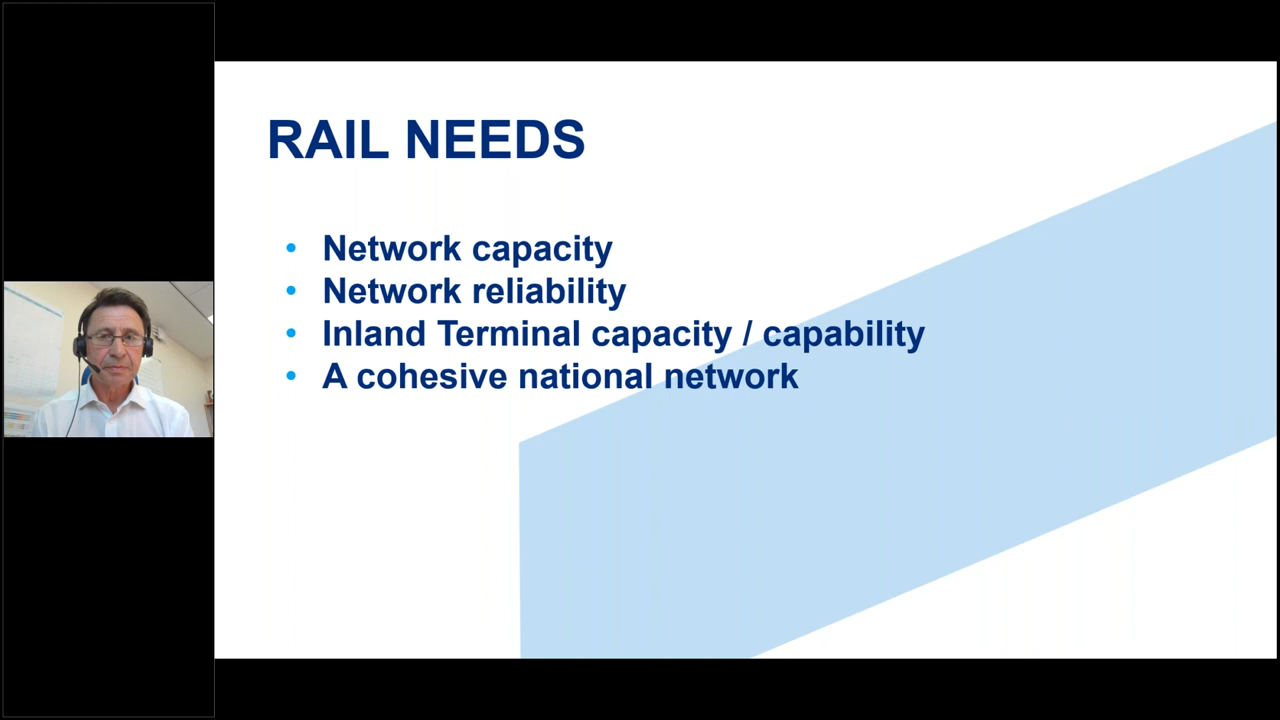 RAIL NEEDS
• Network capacity
• Network reliability
• Inland Terminal capacity / capability
• A cohesive national network